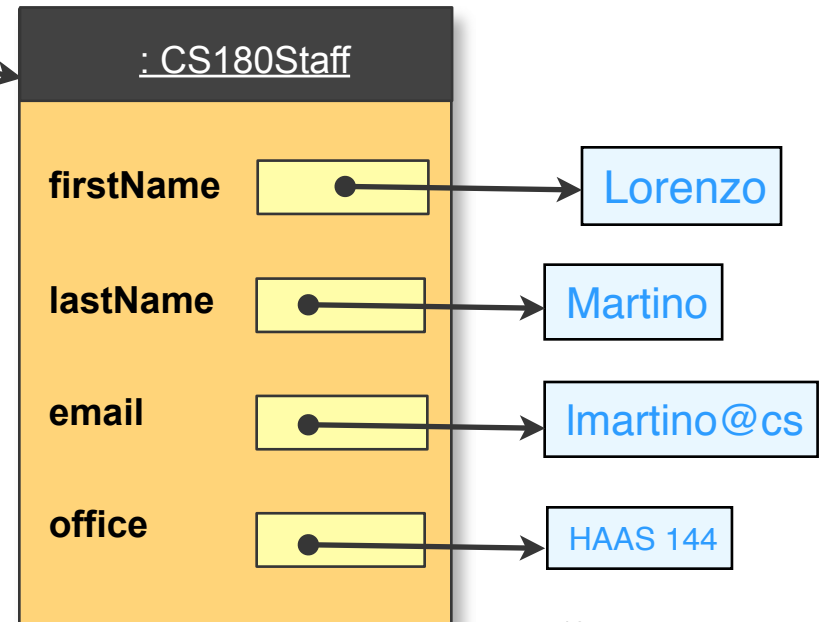 : CS180Staff
firstName
Lorenzo
lastName
Martino
email
lmartino@cs
office
HAAS 144